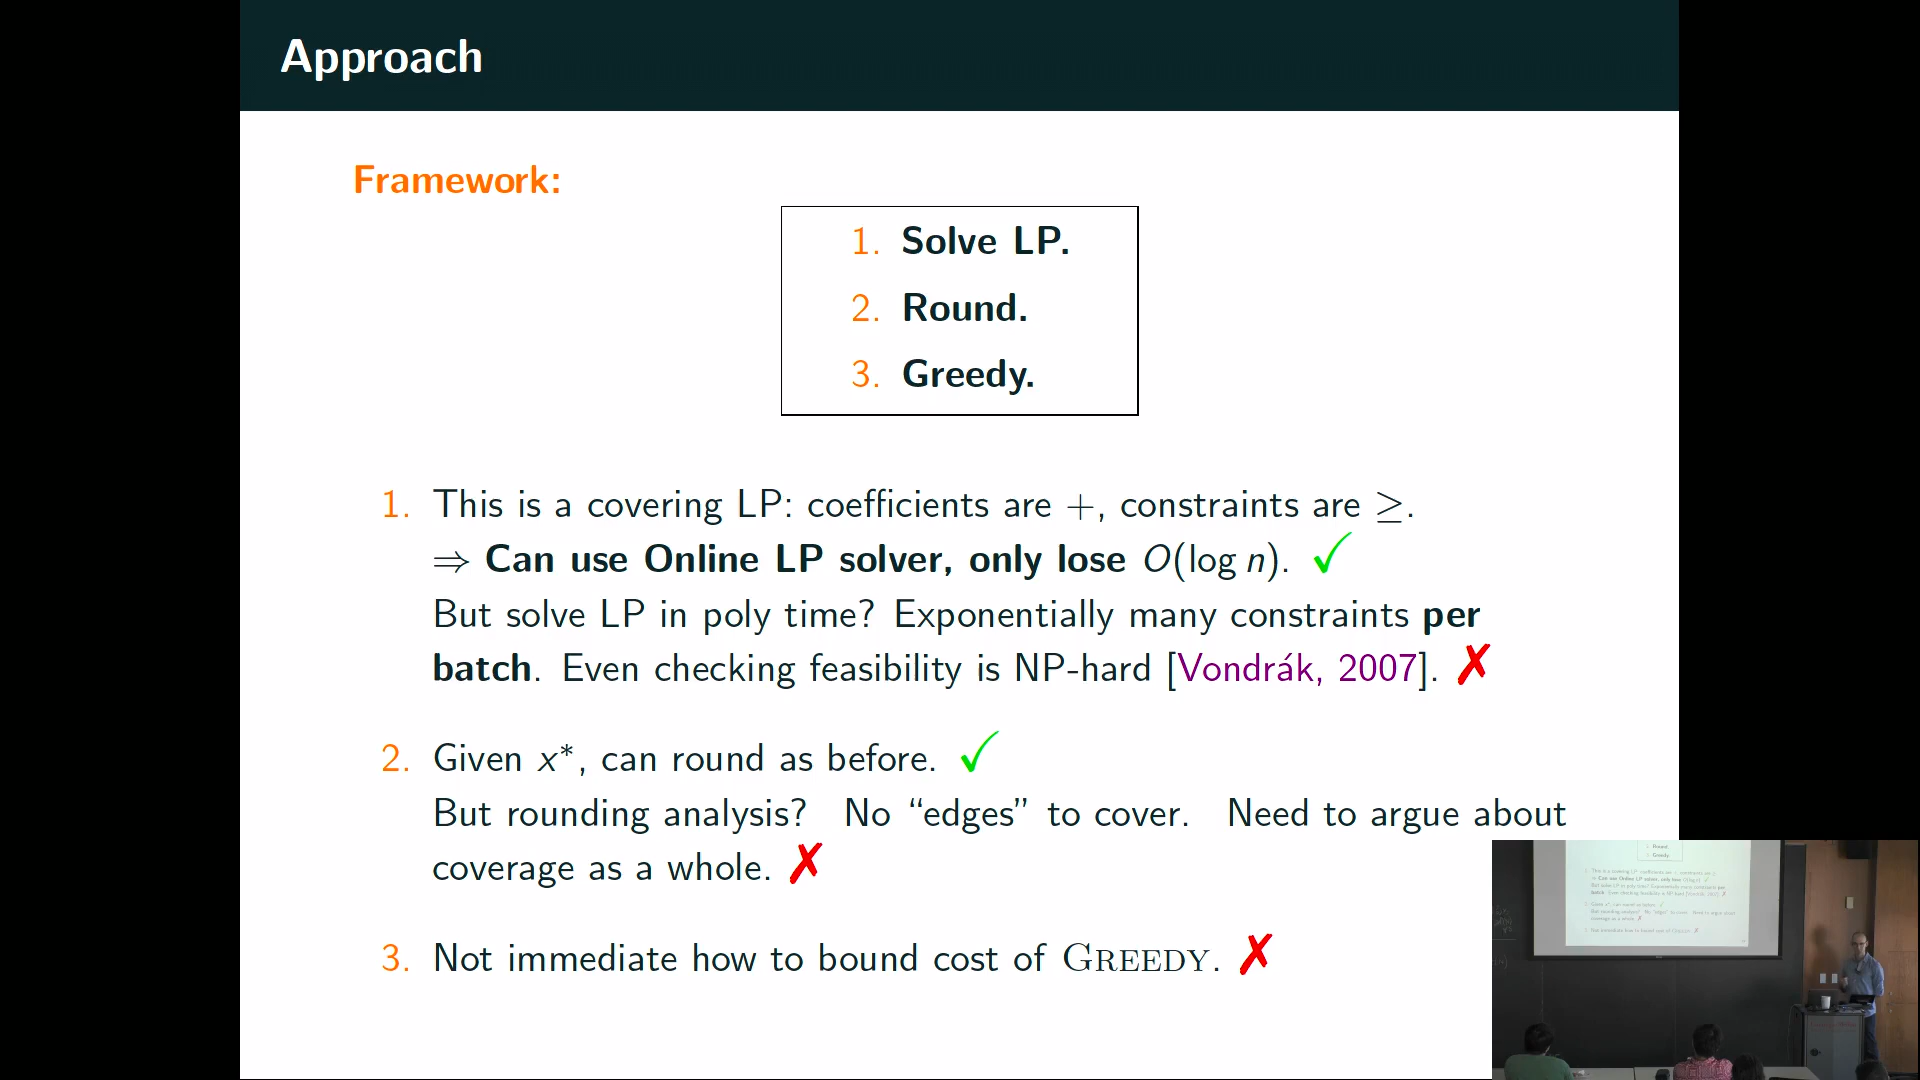 Approach
Framework:
1. Solve LP.
2. Round.
3. Greedy.
1. This is a covering LP: coefficients are +, constraints are ≥.
⇒ Can use Online LP solver, only lose O(log n). ✓
But solve LP in poly time? Exponentially many constraints per
batch. Even checking feasibility is NP-hard [Vondrák, 2007]. ✗
2. Given x*, can round as before. ✓
But rounding analysis? No “edges” to cover. Need to argue about
coverage as a whole. ✗
3. Not immediate how to bound cost of GREEDY. ✗